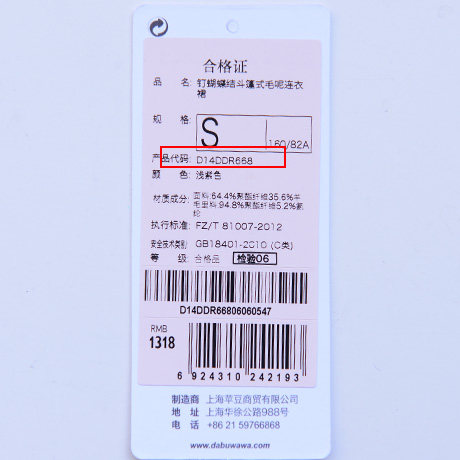 合格证
品 名: 钉蝴蝶结斗篷式毛呢连衣
裙
规 格: S 160/82A
产品代码: D14DDR668
颜 色: 浅紫色
材质成分: 面料:64.4%聚酯纤维35.6%羊
毛里料:94.8%聚酯纤维5.2%氨
纶
执行标准: FZ/T 81007-2012
安全技术类别: GB18401-2010 (C类)
等 级: 合格品 检验06
D14DDR66806060547
RMB
1318
6 924310 242193
制造商 上海苹豆商贸有限公司
地 址 上海华徐公路988号
电 话 +86 21 59766868
www.dabuwawa.com